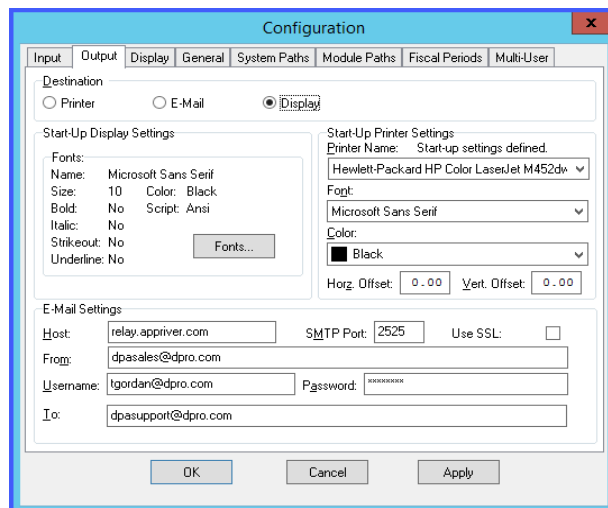 Configuration
x
Input Output Display General System Paths Module Paths Fiscal Periods Multi-User
Destination
Printer E-Mail Display
Start-Up Display Settings
Fonts:
Name: Microsoft Sans Serif
Size: 10 Color: Black
Bold: No Script: Ansi
Italic: No
Strikeout: No
Underline: No
Fonts...
Start-Up Printer Settings
Printer Name: Start-up settings defined.
Hewlett-Packard HP Color LaserJet M452dw
Font:
Microsoft Sans Serif
Color:
Black
Horz. Offset: 0.00 Vert. Offset: 0.00
E-Mail Settings
Host: relay.appriver.com SMTP Port: 2525 Use SSL:
From: dpasales@dpro.com
Username: tgordan@dpro.com Password: ********
To: dpasupport@dpro.com
OK Cancel Apply